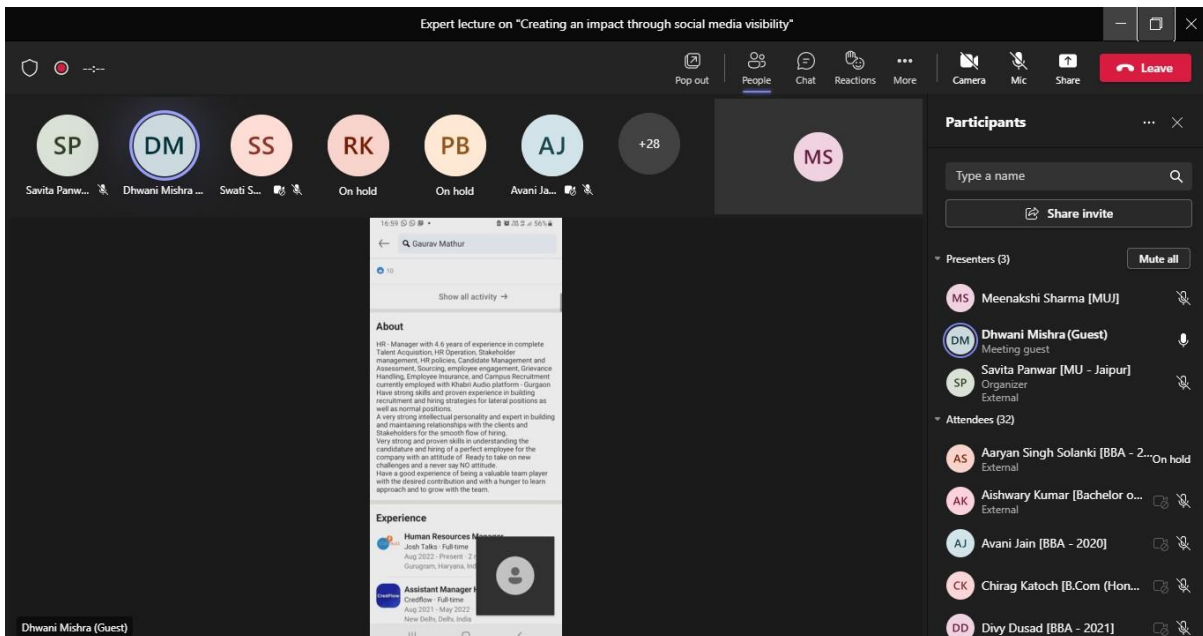 Expert lecture on "Creating an impact through social media visibility"
--:--
Pop out
People
Chat
Reactions
More
Camera
Mic
Share
Leave
SP
DM
SS
RK
PB
AJ
+28
MS
Savita Panw...
Dhwani Mishra ...
Swati S...
On hold
On hold
Avani Ja...
16:59
56%
Gaurav Mathur
10
Show all activity →
About
HR - Manager with 4.6 years of experience in complete
Talent Acquisition, HR Operation, Stakeholder
management, HR policies, Candidate Management and
Assessment, Sourcing, employee engagement, Grievance
Handling, Employee Insurance, and Campus Recruitment
currently employed with Khabri Audio platform - Gurgaon
Have strong skills and proven experience in building
recruitment and hiring strategies for lateral positions as
well as normal positions.
A very strong intellectual personality and expert in building
and maintaining relationships with the clients and
Stakeholders for the smooth flow of hiring.
Very strong and proven skills in understanding the
candidature and hiring of a perfect employee for the
company with an attitude of Ready to take on new
challenges and a never say NO attitude.
Have a good experience of being a valuable team player
with the desired contribution and with a hunger to learn
approach and to grow with the team.
Experience
Human Resources Manager
Josh Talks · Full-time
Aug 2022 - Present · 2
Gurugram, Haryana, Ind
Credflow
Assistant Manager
Credflow · Full-time
Aug 2021 - May 2022
New Delhi, Delhi, India
Dhwani Mishra (Guest)
Participants
Type a name
Share invite
Presenters (3)
Mute all
MS
Meenakshi Sharma [MUJ]
DM
Dhwani Mishra (Guest)
Meeting guest
SP
Savita Panwar [MU - Jaipur]
Organizer
External
Attendees (32)
AS
Aaryan Singh Solanki [BBA - 2... On hold
External
AK
Aishwary Kumar [Bachelor o...
External
AJ
Avani Jain [BBA - 2020]
CK
Chirag Katoch [B.Com (Hon...
DD
Divy Dusad [BBA - 2021]